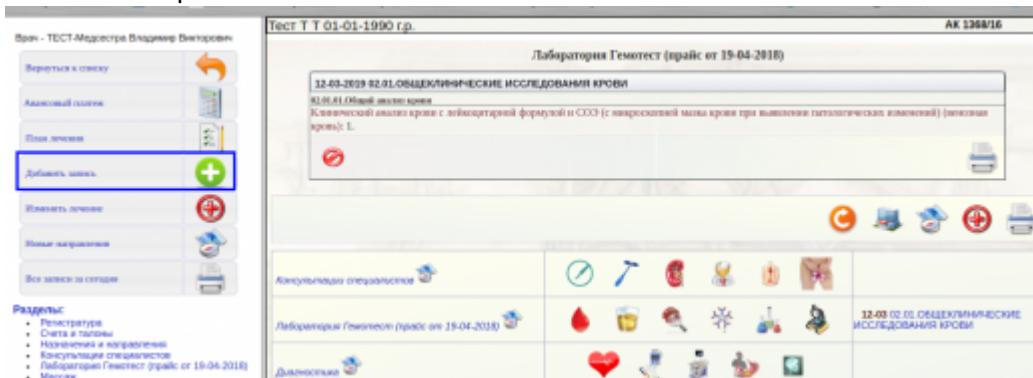 Тест Т Т 01-01-1990 г.р.
АК 1368/16
Врач - ТЕСТ-Медсестра Владимир Викторович
Вернуться к списку
Авансовый платеж
План лечения
Добавить запись
Изменить лечение
Новые направления
Все записи за сегодня
Разделы:
Регистратура
Счета и талоны
Назначения и направления
Консультации специалистов
Лаборатория Гемотест (прайс от 19-04-2018)
Массаж
Лаборатория Гемотест (прайс от 19-04-2018)
12-03-2019 02.01.ОБЩЕКЛИНИЧЕСКИЕ ИССЛЕДОВАНИЯ КРОВИ
02.01.01.Общий анализ крови
Клинический анализ крови с лейкоцитарной формулой и СОЭ (с микроскопией мазка крови при выявлении патологических изменений) (венозная
кровь): 1.
Консультации специалистов
Лаборатория Гемотест (прайс от 19-04-2018)
12-03 02.01.ОБЩЕКЛИНИЧЕСКИЕ
ИССЛЕДОВАНИЯ КРОВИ
Диагностика